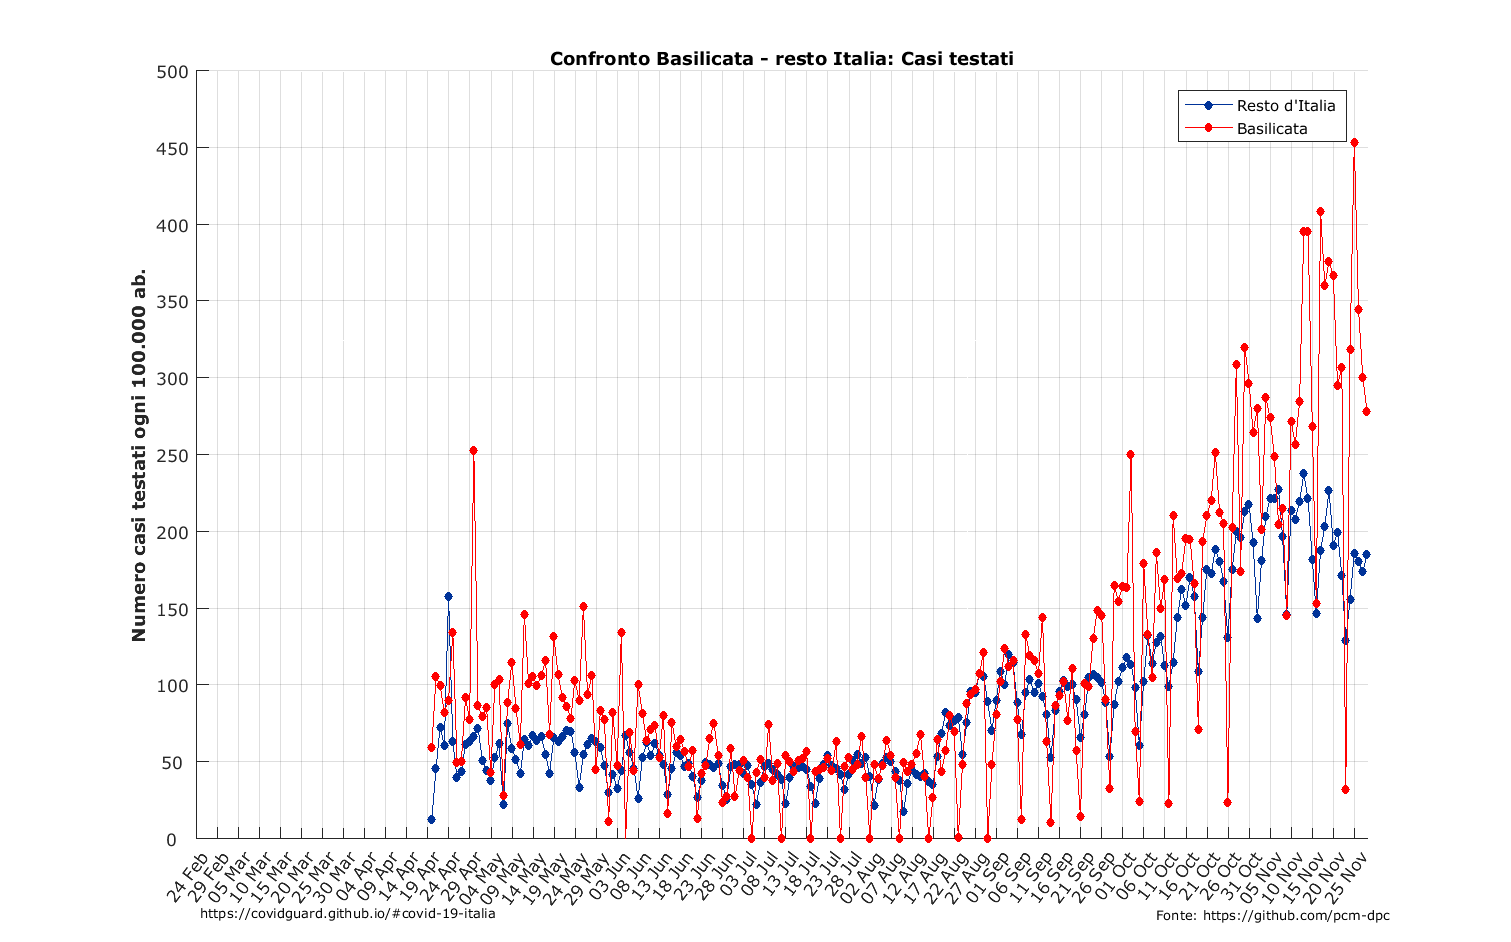 Confronto Basilicata - resto Italia: Casi testati
Resto d'Italia
Basilicata
Numero casi testati ogni 100.000 ab.
500
450
400
350
300
250
200
150
100
50
0
24 Feb
29 Feb
05 Mar
10 Mar
15 Mar
20 Mar
25 Mar
30 Mar
04 Apr
09 Apr
14 Apr
19 Apr
24 Apr
29 Apr
04 May
09 May
14 May
19 May
24 May
29 May
03 Jun
08 Jun
13 Jun
18 Jun
23 Jun
28 Jun
03 Jul
08 Jul
13 Jul
18 Jul
23 Jul
28 Jul
02 Aug
07 Aug
12 Aug
17 Aug
22 Aug
27 Aug
01 Sep
06 Sep
11 Sep
16 Sep
21 Sep
26 Sep
01 Oct
06 Oct
11 Oct
16 Oct
21 Oct
26 Oct
31 Oct
05 Nov
10 Nov
15 Nov
20 Nov
25 Nov
https://covidguard.github.io/#covid-19-italia
Fonte: https://github.com/pcm-dpc